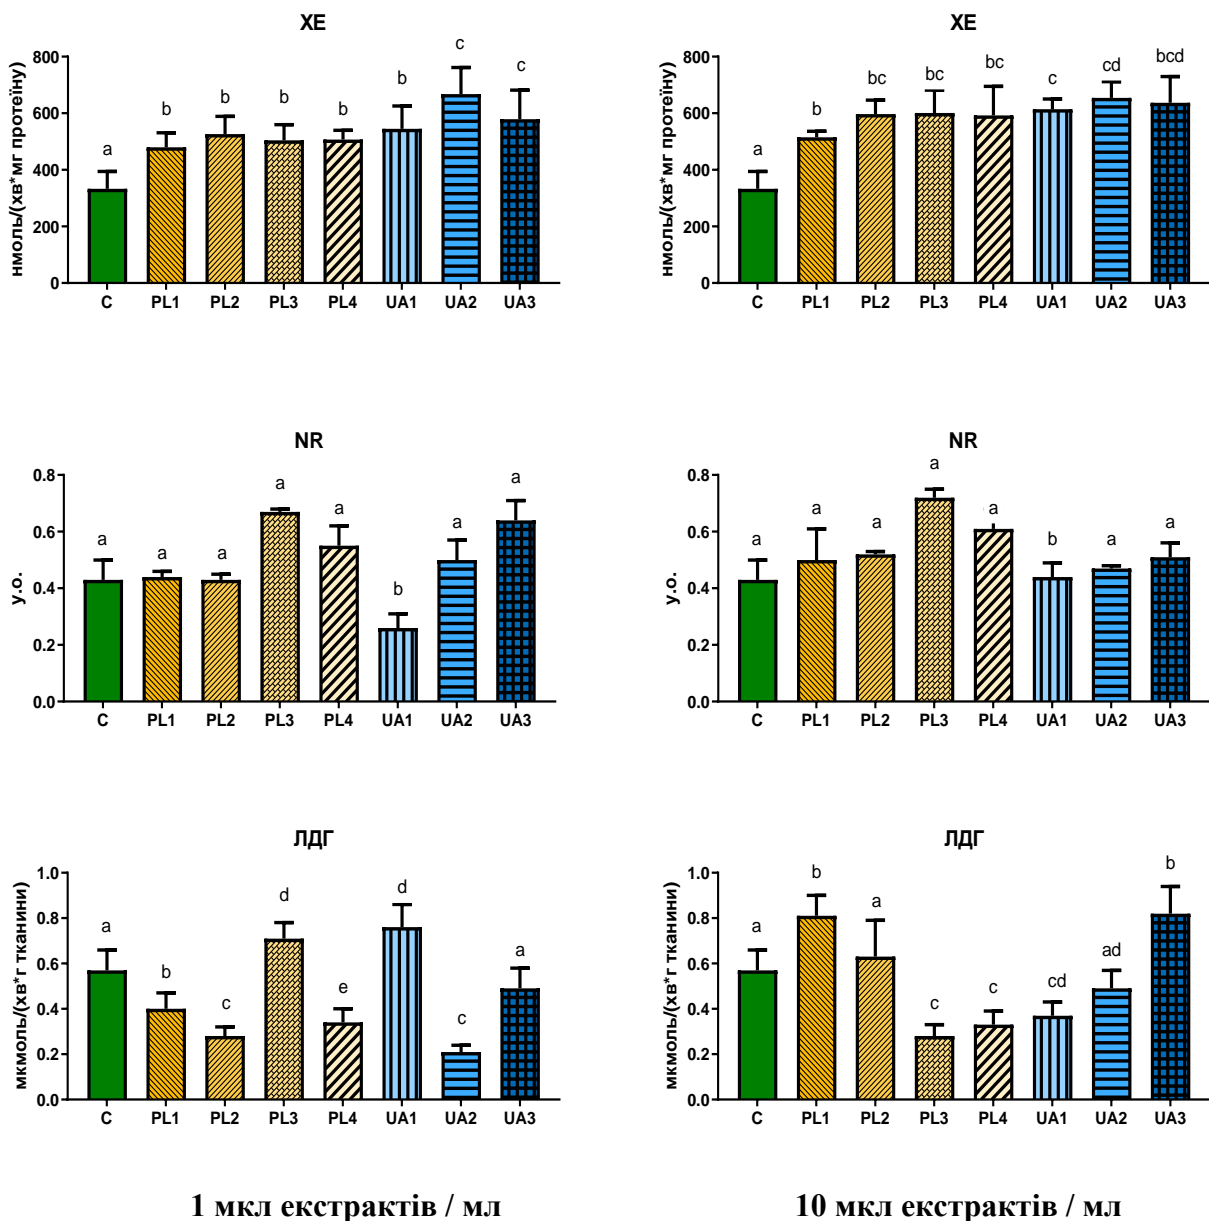 ХЕ
нмоль/(хв*мг протеїну)
800
600
400
200
0
a
b
b
b
b
b
c
c
C PL1 PL2 PL3 PL4 UA1 UA2 UA3
ХЕ
нмоль/(хв*мг протеїну)
800
600
400
200
0
a
b
bc
bc
bc
c
cd
bcd
C PL1 PL2 PL3 PL4 UA1 UA2 UA3
NR
у.о.
0.8
0.6
0.4
0.2
0.0
a
a
a
a
a
b
a
a
C PL1 PL2 PL3 PL4 UA1 UA2 UA3
NR
у.о.
0.8
0.6
0.4
0.2
0.0
a
a
a
a
a
b
a
a
C PL1 PL2 PL3 PL4 UA1 UA2 UA3
ЛДГ
мкмоль/(хв*г тканини)
1.0
0.8
0.6
0.4
0.2
0.0
a
b
c
d
e
d
c
a
C PL1 PL2 PL3 PL4 UA1 UA2 UA3
ЛДГ
мкмоль/(хв*г тканини)
1.0
0.8
0.6
0.4
0.2
0.0
a
b
a
c
c
cd
ad
b
C PL1 PL2 PL3 PL4 UA1 UA2 UA3
1 мкл екстрактів / мл
10 мкл екстрактів / мл